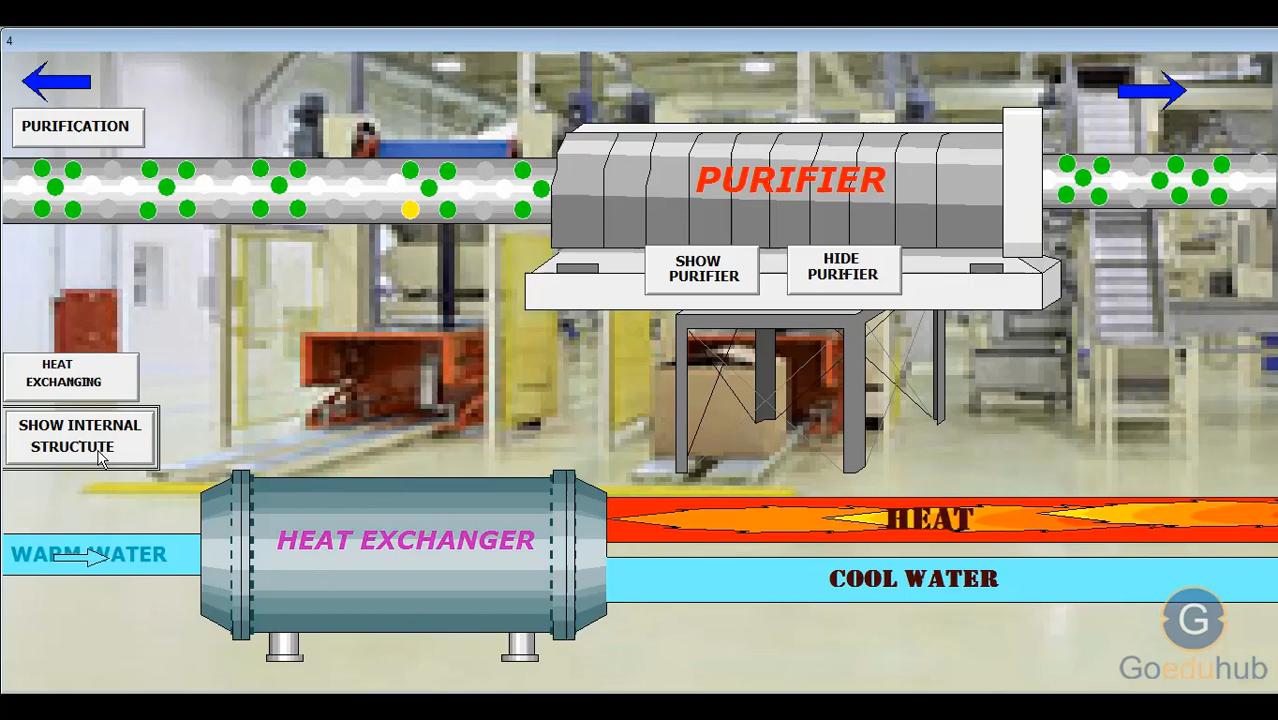 4
PURIFICATION
PURIFIER
SHOW
PURIFIER
HIDE
PURIFIER
HEAT
EXCHANGING
SHOW INTERNAL
STRUCTUTE
HEAT EXCHANGER
HEAT
WARM WATER
COOL WATER
G
Goeduhub